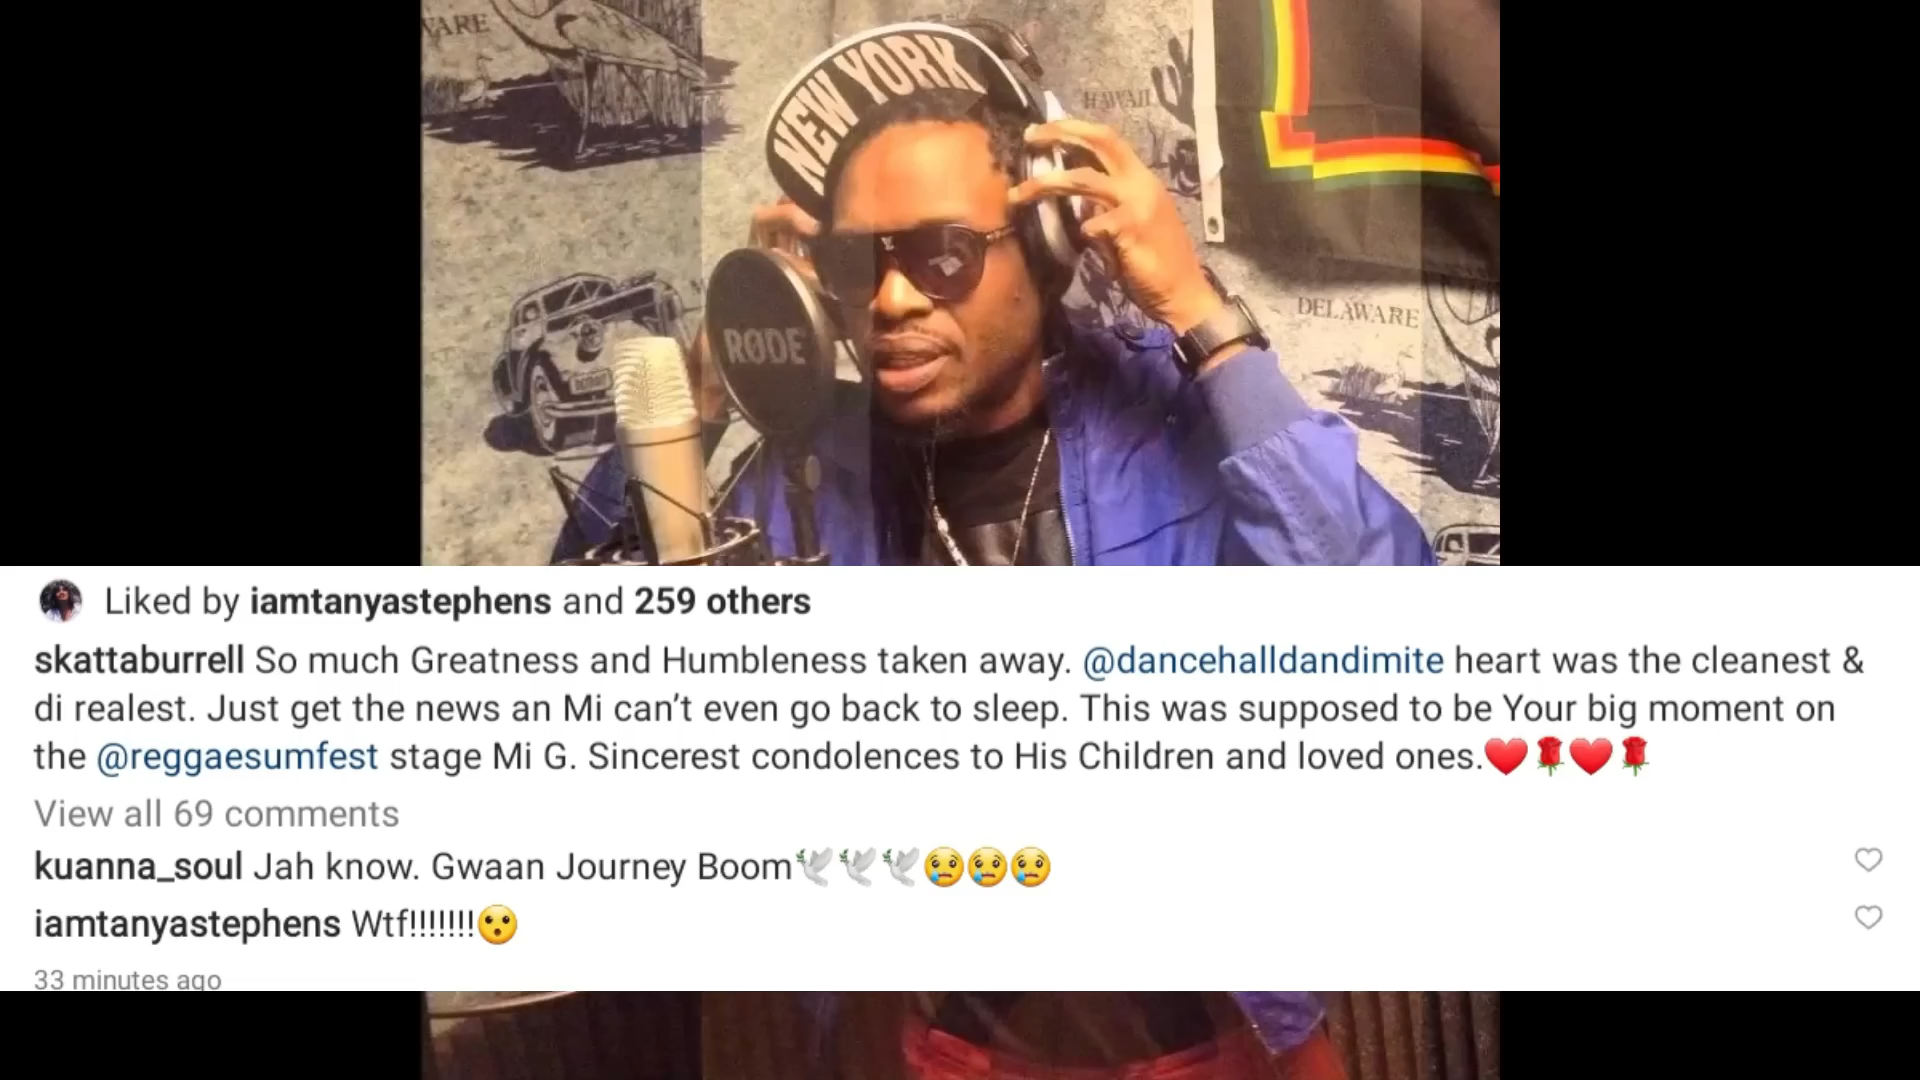 WARE
NEW YORK
HAWAII
DELAWARE
RØDE
Liked by iamtanyastephens and 259 others
skattaburrell So much Greatness and Humbleness taken away. @dancehalldandimite heart was the cleanest &
di realest. Just get the news an Mi can’t even go back to sleep. This was supposed to be Your big moment on
the @reggaesumfest stage Mi G. Sincerest condolences to His Children and loved ones.❤️🌹❤️🌹
View all 69 comments
kuanna_soul Jah know. Gwaan Journey Boom🕊️🕊️🕊️😢😢😢
iamtanyastephens Wtf!!!!!!!😯
33 minutes ago